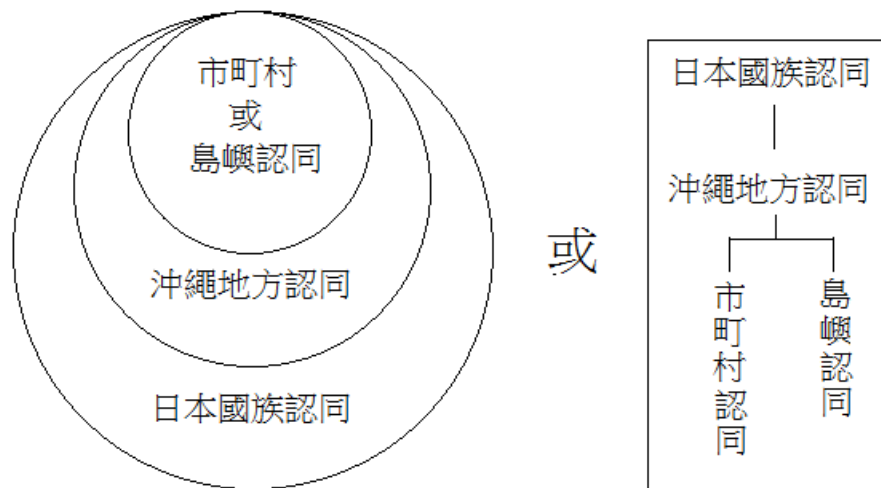 市町村
或
島嶼認同
沖繩地方認同
日本國族認同
或
日本國族認同
沖繩地方認同
市町村認同
島嶼認同